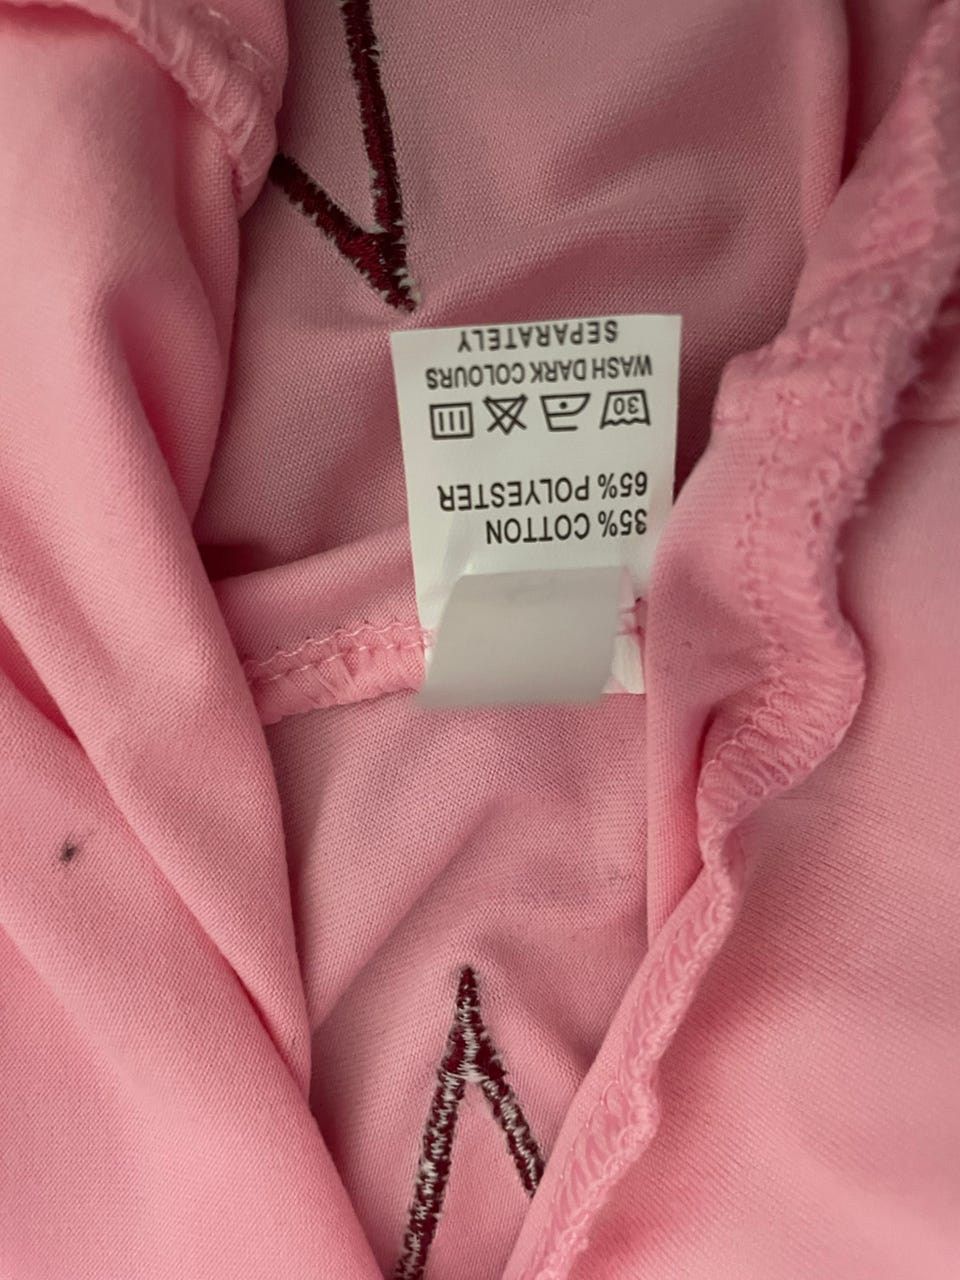 35% COTTON
65% POLYESTER
30
WASH DARK COLOURS
SEPARATELY